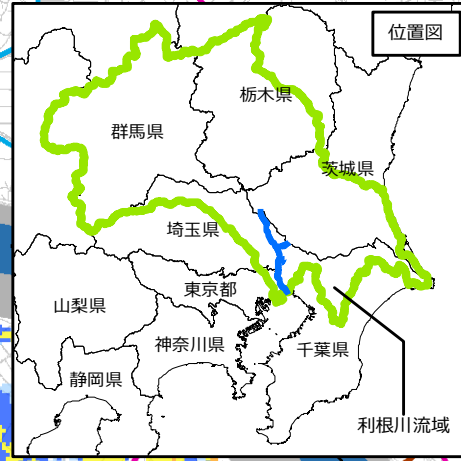 位置図
栃木県
群馬県
茨城県
埼玉県
東京都
山梨県
神奈川県
千葉県
静岡県
利根川流域